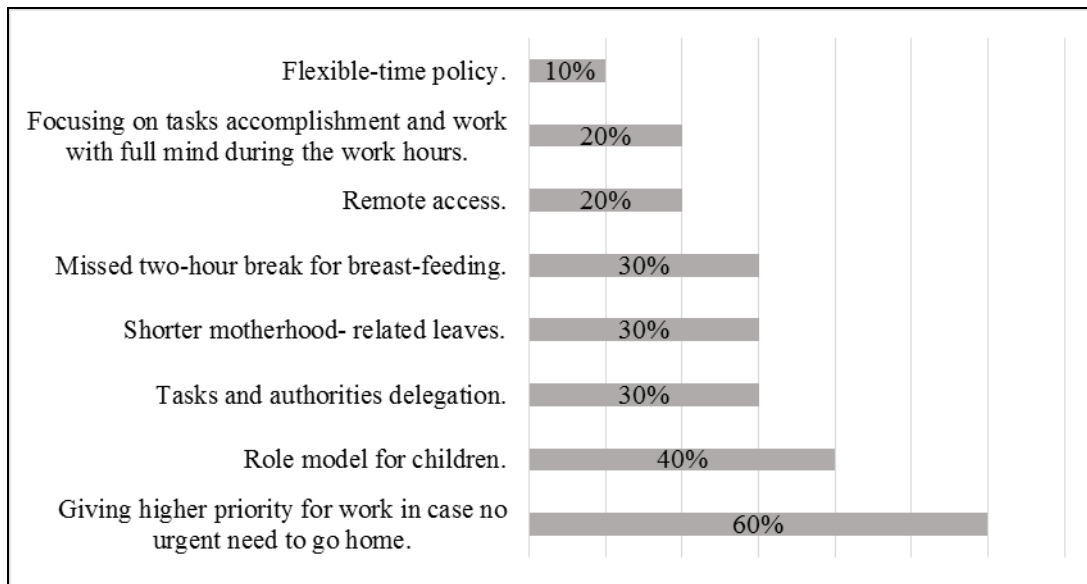 Flexible-time policy.
10%
Focusing on tasks accomplishment and work
with full mind during the work hours.
20%
Remote access.
20%
Missed two-hour break for breast-feeding.
30%
Shorter motherhood- related leaves.
30%
Tasks and authorities delegation.
30%
Role model for children.
40%
Giving higher priority for work in case no
urgent need to go home.
60%